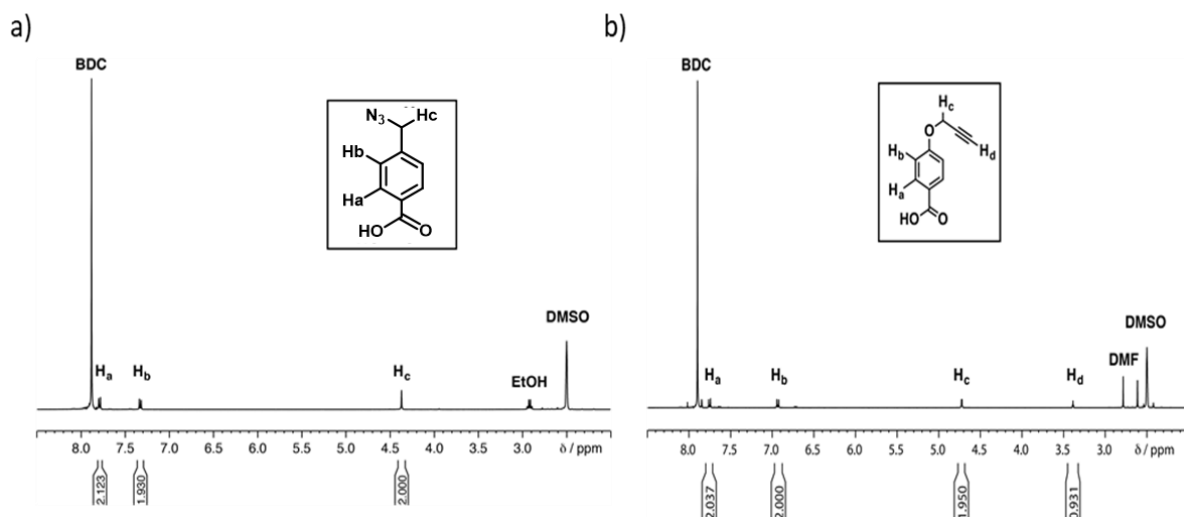 a)
BDC
N3
Hc
Hb
Ha
HO
O
DMSO
Ha
Hb
Hc
EtOH
8.0 7.5 7.0 6.5 6.0 5.5 5.0 4.5 4.0 3.5 3.0 δ / ppm
2.123
1.930
2.000
b)
BDC
Hc
O
Hb
Hd
Ha
HO
O
DMSO
DMF
Ha
Hb
Hc
Hd
8.0 7.5 7.0 6.5 6.0 5.5 5.0 4.5 4.0 3.5 3.0 δ / ppm
2.037
2.000
1.950
0.931